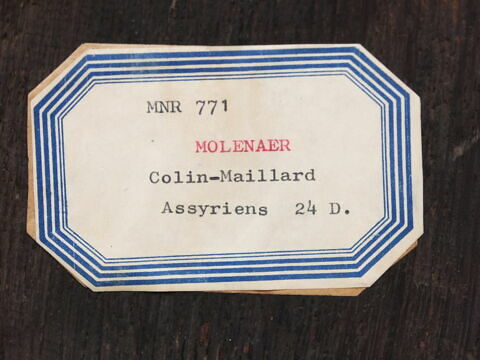 MNR 771
MOLENAER
Colin-Maillard
Assyriens 24 D.